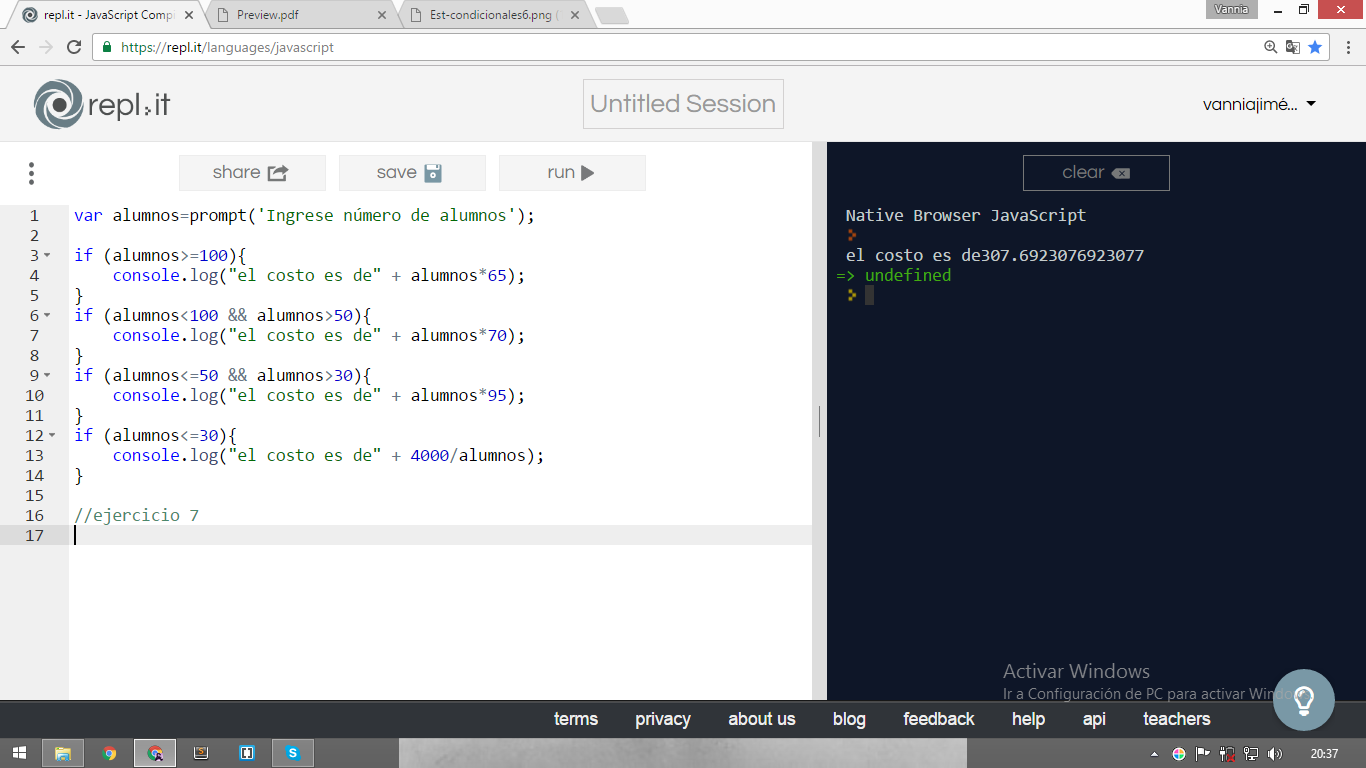 repl.it - JavaScript Comp
Preview.pdf
Est-condicionales6.png (
Vannia
https://repl.it/languages/javascript
repl.it
Untitled Session
vanniajimé...
share
save
run
clear
1 var alumnos=prompt('Ingrese número de alumnos');
2
3 if (alumnos>=100){
4 console.log("el costo es de" + alumnos*65);
5 }
6 if (alumnos<100 && alumnos>50){
7 console.log("el costo es de" + alumnos*70);
8 }
9 if (alumnos<=50 && alumnos>30){
10 console.log("el costo es de" + alumnos*95);
11 }
12 if (alumnos<=30){
13 console.log("el costo es de" + 4000/alumnos);
14 }
15
16 //ejercicio 7
17
Native Browser JavaScript
el costo es de307.6923076923077
=> undefined
Activar Windows
Ir a Configuración de PC para activar Windo
terms privacy about us blog feedback help api teachers
20:37